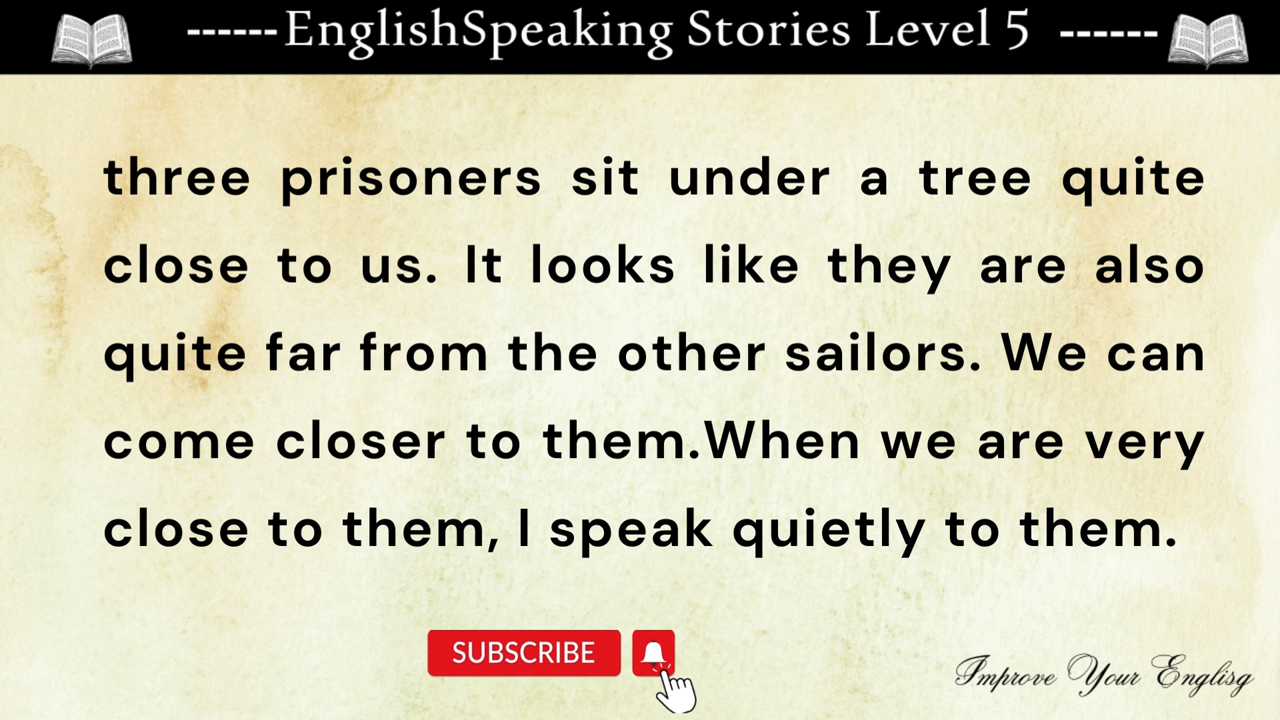 ------EnglishSpeaking Stories Level 5 ------
three prisoners sit under a tree quite
close to us. It looks like they are also
quite far from the other sailors. We can
come closer to them.When we are very
close to them, I speak quietly to them.
SUBSCRIBE
Improve Your Englisg